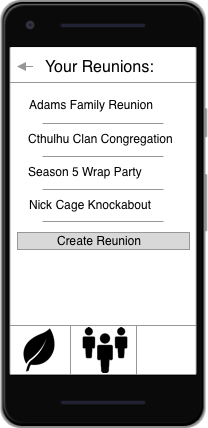 Your Reunions:
Adams Family Reunion
Cthulhu Clan Congregation
Season 5 Wrap Party
Nick Cage Knockabout
Create Reunion